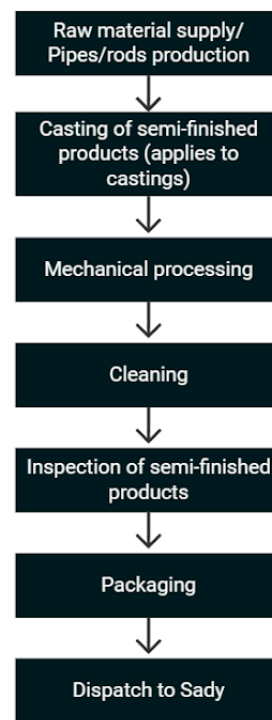 Raw material supply/
Pipes/rods production
Casting of semi-finished
products (applies to
castings)
Mechanical processing
Cleaning
Inspection of semi-finished
products
Packaging
Dispatch to Sady